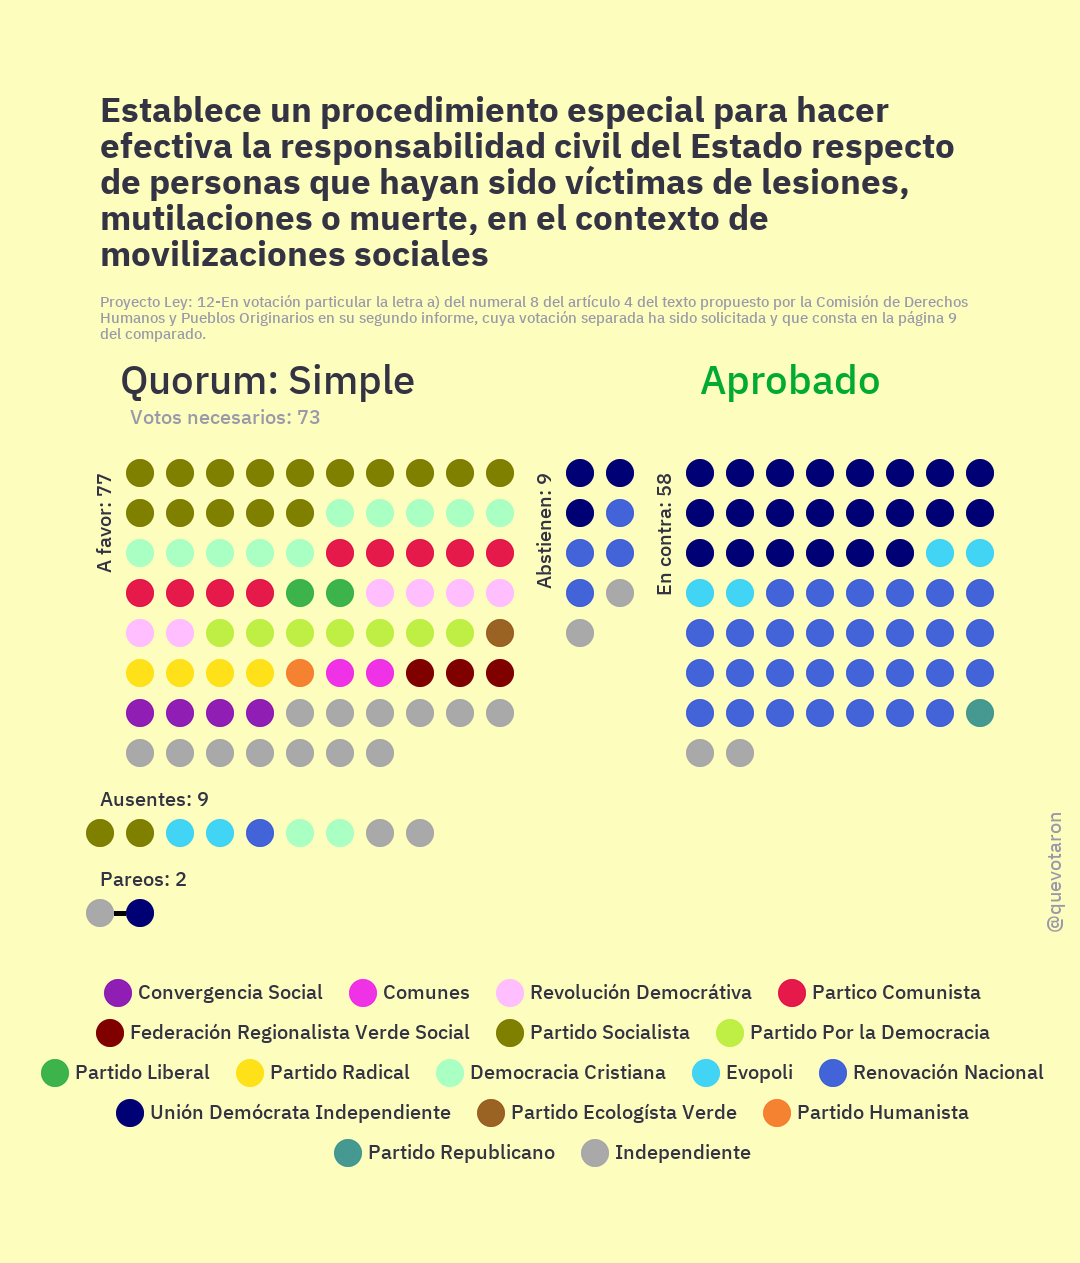 Establece un procedimiento especial para hacer
efectiva la responsabilidad civil del Estado respecto
de personas que hayan sido víctimas de lesiones,
mutilaciones o muerte, en el contexto de
movilizaciones sociales
Proyecto Ley: 12-En votación particular la letra a) del numeral 8 del artículo 4 del texto propuesto por la Comisión de Derechos
Humanos y Pueblos Originarios en su segundo informe, cuya votación separada ha sido solicitada y que consta en la página 9
del comparado.
Quorum: Simple
Votos necesarios: 73
Aprobado
A favor: 77
Abstienen: 9
En contra: 58
Ausentes: 9
Pareos: 2
@quevotaron
Convergencia Social Comunes Revolución Democrátiva Partico Comunista
Federación Regionalista Verde Social Partido Socialista Partido Por la Democracia
Partido Liberal Partido Radical Democracia Cristiana Evopoli Renovación Nacional
Unión Demócrata Independiente Partido Ecologísta Verde Partido Humanista
Partido Republicano Independiente